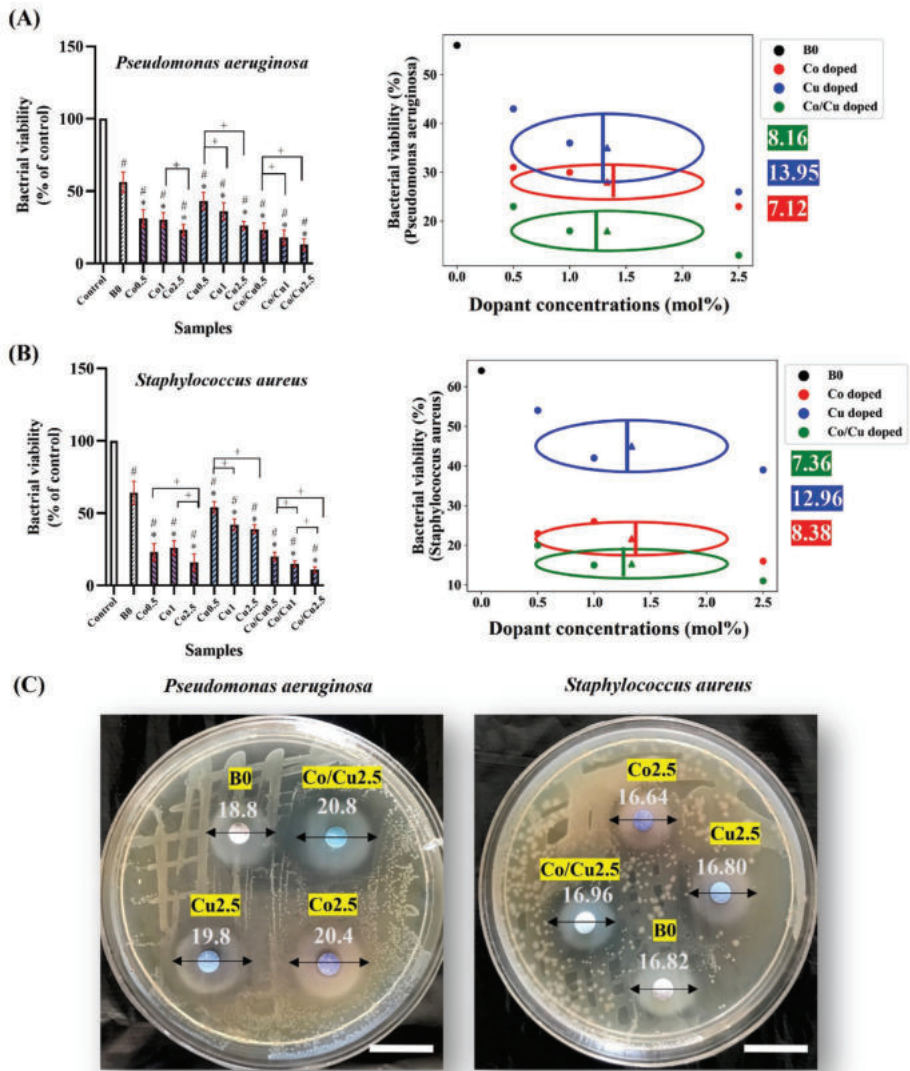 (A)
150
100
50
0
Bactrial viability
(% of control)
Pseudomonas aeruginosa
# #* #* #* #* #* #* #* #* #*
+ + + + +
Control B0 Co0.5 Co1 Co2.5 Cu0.5 Cu1 Cu2.5 Co/Cu0.5 Co/Cu1 Co/Cu2.5
Samples
Bacterial viability (%)
(Pseudomonas aeruginosa)
50
40
30
20
0.0 0.5 1.0 1.5 2.0 2.5
Dopant concentrations (mol%)
B0
Co doped
Cu doped
Co/Cu doped
8.16
13.95
7.12
(B)
150
100
50
0
Bactrial viability
(% of control)
Staphylococcus aureus
# #* #* #* #* #* #* #* #* #*
+ + + + + + +
Control B0 Co0.5 Co1 Co2.5 Cu0.5 Cu1 Cu2.5 Co/Cu0.5 Co/Cu1 Co/Cu2.5
Samples
Bacterial viability (%)
(Staphylococcus aureus)
60
50
40
30
20
10
0.0 0.5 1.0 1.5 2.0 2.5
Dopant concentrations (mol%)
B0
Co doped
Cu doped
Co/Cu doped
7.36
12.96
8.38
(C)
Pseudomonas aeruginosa
B0
18.8
Co/Cu2.5
20.8
Cu2.5
19.8
Co2.5
20.4
Staphylococcus aureus
Co2.5
16.64
Cu2.5
16.80
Co/Cu2.5
16.96
B0
16.82